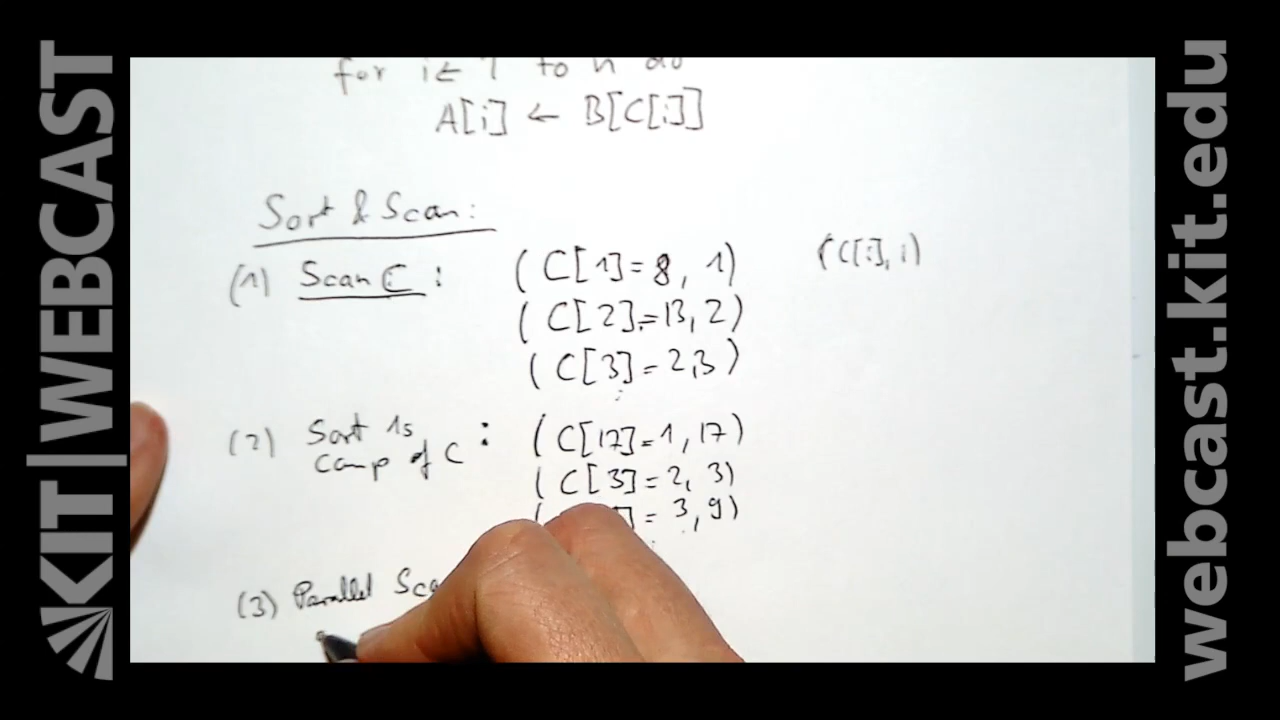 KIT|WEBCAST
for i ← 1 to n do
A[i] ← B[C[i]]
Sort & Scan:
(1) Scan C : (C[1]=8, 1) (C[i], i)
(C[2]=13, 2)
(C[3]=2,3)
(2) Sort 1s : (C[17]=1, 17)
comp of C
(C[3]=2, 3)
= 3, 9)
(3) Parallel
webcast.kit.edu